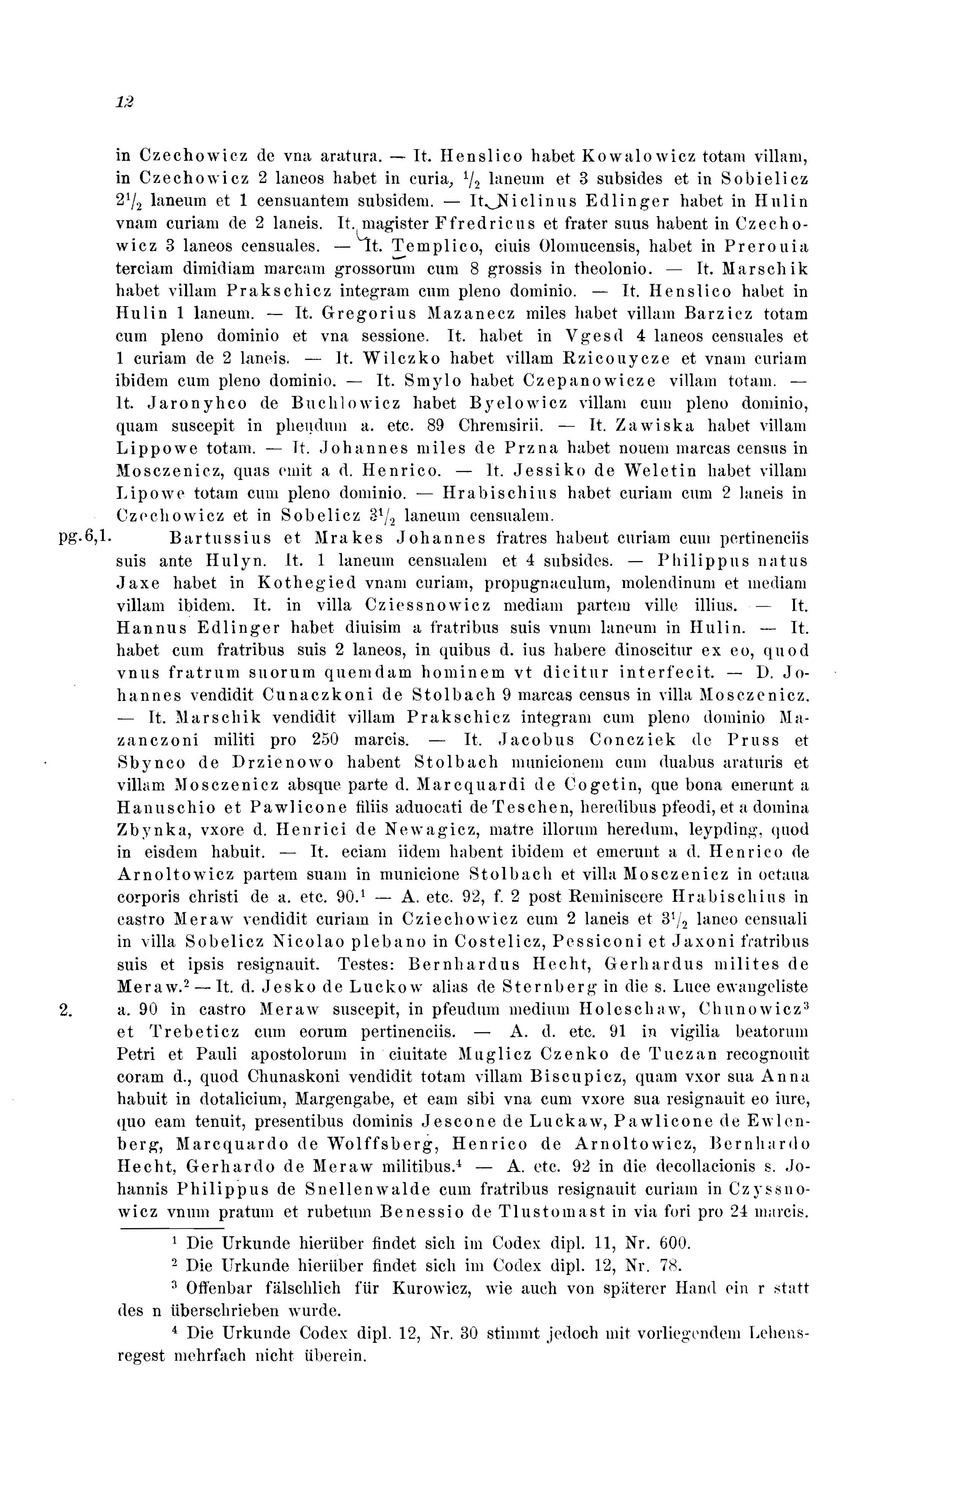 12
in Czechowicz de vna aratura. — It. Henslico habet Kowalowicz totam villam,
in Czechowicz 2 laneos habet in curia, 1/2 laneum et 3 subsides et in Sobielicz
2 1/2 laneum et 1 censuantem subsidem. — It. Niclinus Edlinger habet in Hulin
vnam curiam de 2 laneis. It. magister Ffredricus et frater suus habent in Czecho-
wicz 3 laneos censuales. — It. Templico, ciuis Olomucensis, habet in Prerouia
terciam dimidiam marcam grossorum cum 8 grossis in theolonio. — It. Marschik
habet villam Prakschicz integram cum pleno dominio. — It. Henslico habet in
Hulin 1 laneum. — It. Gregorius Mazanecz miles habet villam Barzicz totam
cum pleno dominio et vna sessione. It. habet in Vgesd 4 laneos censuales et
1 curiam de 2 laneis. — It. Wilczko habet villam Rzicouycze et vnam curiam
ibidem cum pleno dominio. — It. Smylo habet Czepanowicze villam totam. —
It. Jaronyhco de Buchlowicz habet Byelowicz villam cum pleno dominio,
quam suscepit in pheudum a. etc. 89 Chremsirii. — It. Zawiska habet villam
Lippowe totam. — It. Johannes miles de Przna habet nouem marcas census in
Mosczenicz, quas emit a d. Henrico. — It. Jessiko de Weletin habet villam
Lipowe totam cum pleno dominio. — Hrabischius habet curiam cum 2 laneis in
Czechowicz et in Sobelicz 3 1/2 laneum censualem.
pg. 6,1. Bartussius et Mrakes Johannes fratres habent curiam cum pertinenciis
suis ante Hulyn. It. 1 laneum censualem et 4 subsides. — Philippus natus
Jaxe habet in Kothegied vnam curiam, propugnaculum, molendinum et mediam
villam ibidem. It. in villa Cziessnowicz mediam partem ville illius. — It.
Hannus Edlinger habet diuisim a fratribus suis vnum laneum in Hulin. — It.
habet cum fratribus suis 2 laneos, in quibus d. ius habere dinoscitur ex eo, quod
vnus fratrum suorum quemdam hominem vt dicitur interfecit. — D. Jo-
hannes vendidit Cunaczkoni de Stolbach 9 marcas census in villa Mosczenicz.
— It. Marschik vendidit villam Prakschicz integram cum pleno dominio Ma-
zanczoni militi pro 250 marcis. — It. Jacobus Concziek de Pruss et
Sbynco de Drzienowo habent Stolbach municionem cum duabus araturis et
villam Mosczenicz absque parte d. Marcquardi de Cogetin, que bona emerunt a
Hanuschio et Pawlicone filiis aduocati de Teschen, heredibus pfeodi, et a domina
Zbynka, vxore d. Henrici de Newagicz, matre illorum heredum, leypding, quod
in eisdem habuit. — It. eciam iidem habent ibidem et emerunt a d. Henrico de
Arnoltowicz partem suam in municione Stolbach et villa Mosczenicz in octaua
corporis christi de a. etc. 90.¹ — A. etc. 92, f. 2 post Reminiscere Hrabischius in
castro Meraw vendidit curiam in Cziechowicz cum 2 laneis et 3 1/2 laneo censuali
in villa Sobelicz Nicolao plebano in Costelicz, Pessiconi et Jaxoni fratribus
suis et ipsis resignauit. Testes: Bernhardus Hecht, Gerhardus milites de
Meraw.² — It. d. Jesko de Luckow alias de Sternberg in die s. Luce ewangeliste
2. a. 90 in castro Meraw suscepit, in pfeudum medium Holeschaw, Chunowicz³
et Trebeticz cum eorum pertinenciis. — A. d. etc. 91 in vigilia beatorum
Petri et Pauli apostolorum in ciuitate Muglicz Czenko de Tuczan recognouit
coram d., quod Chunaskoni vendidit totam villam Biscupicz, quam vxor sua Anna
habuit in dotalicium, Margengabe, et eam sibi vna cum vxore sua resignauit eo iure,
quo eam tenuit, presentibus dominis Jescone de Luckaw, Pawlicone de Ewlen-
berg, Marcquardo de Wolffsberg, Henrico de Arnoltowicz, Bernhardo
Hecht, Gerhardo de Meraw militibus.⁴ — A. etc. 92 in die decollacionis s. Jo-
hannis Philippus de Snellenwalde cum fratribus resignauit curiam in Czyssno-
wicz vnum pratum et rubetum Benessio de Tlustomast in via fori pro 24 marcis.
¹ Die Urkunde hierüber findet sich im Codex dipl. 11, Nr. 600.
² Die Urkunde hierüber findet sich im Codex dipl. 12, Nr. 78.
³ Offenbar fälschlich für Kurowicz, wie auch von späterer Hand ein r statt
des n überschrieben wurde.
⁴ Die Urkunde Codex dipl. 12, Nr. 30 stimmt jedoch mit vorliegendem Lehens-
regest mehrfach nicht überein.